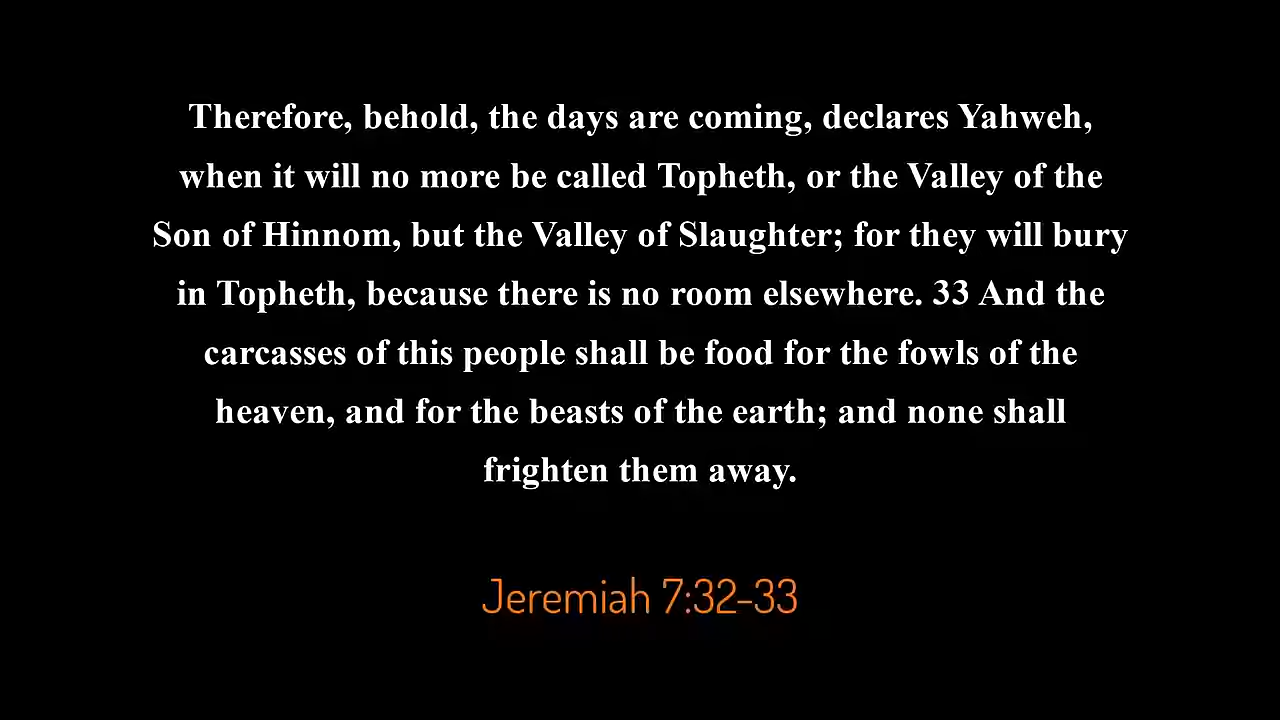 Therefore, behold, the days are coming, declares Yahweh,
when it will no more be called Topheth, or the Valley of the
Son of Hinnom, but the Valley of Slaughter; for they will bury
in Topheth, because there is no room elsewhere. 33 And the
carcasses of this people shall be food for the fowls of the
heaven, and for the beasts of the earth; and none shall
frighten them away.
Jeremiah 7:32-33